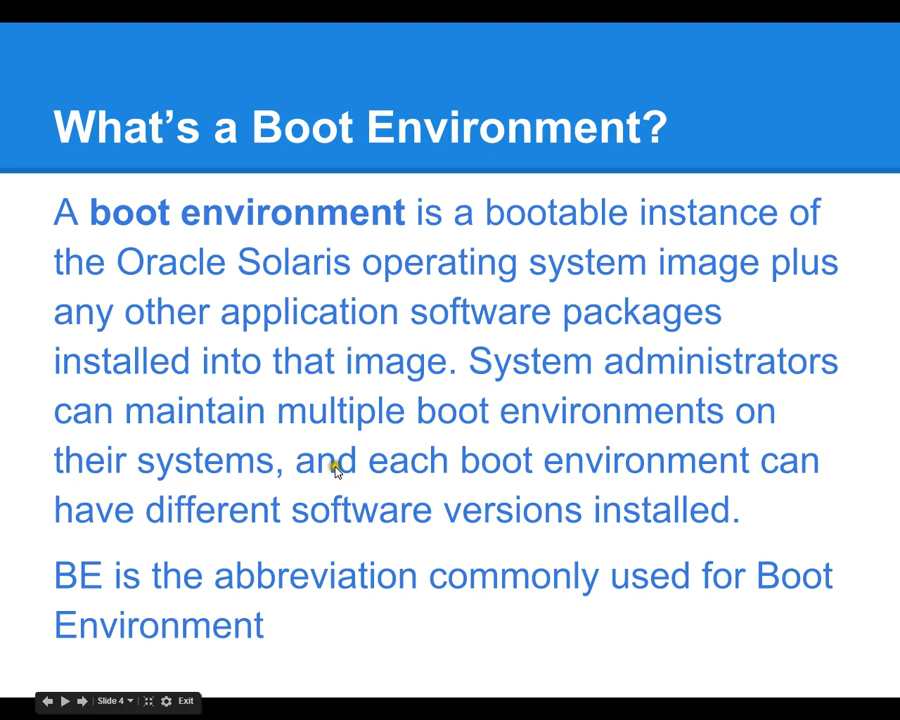 What’s a Boot Environment?
A boot environment is a bootable instance of
the Oracle Solaris operating system image plus
any other application software packages
installed into that image. System administrators
can maintain multiple boot environments on
their systems, and each boot environment can
have different software versions installed.
BE is the abbreviation commonly used for Boot
Environment
Slide 4 Exit